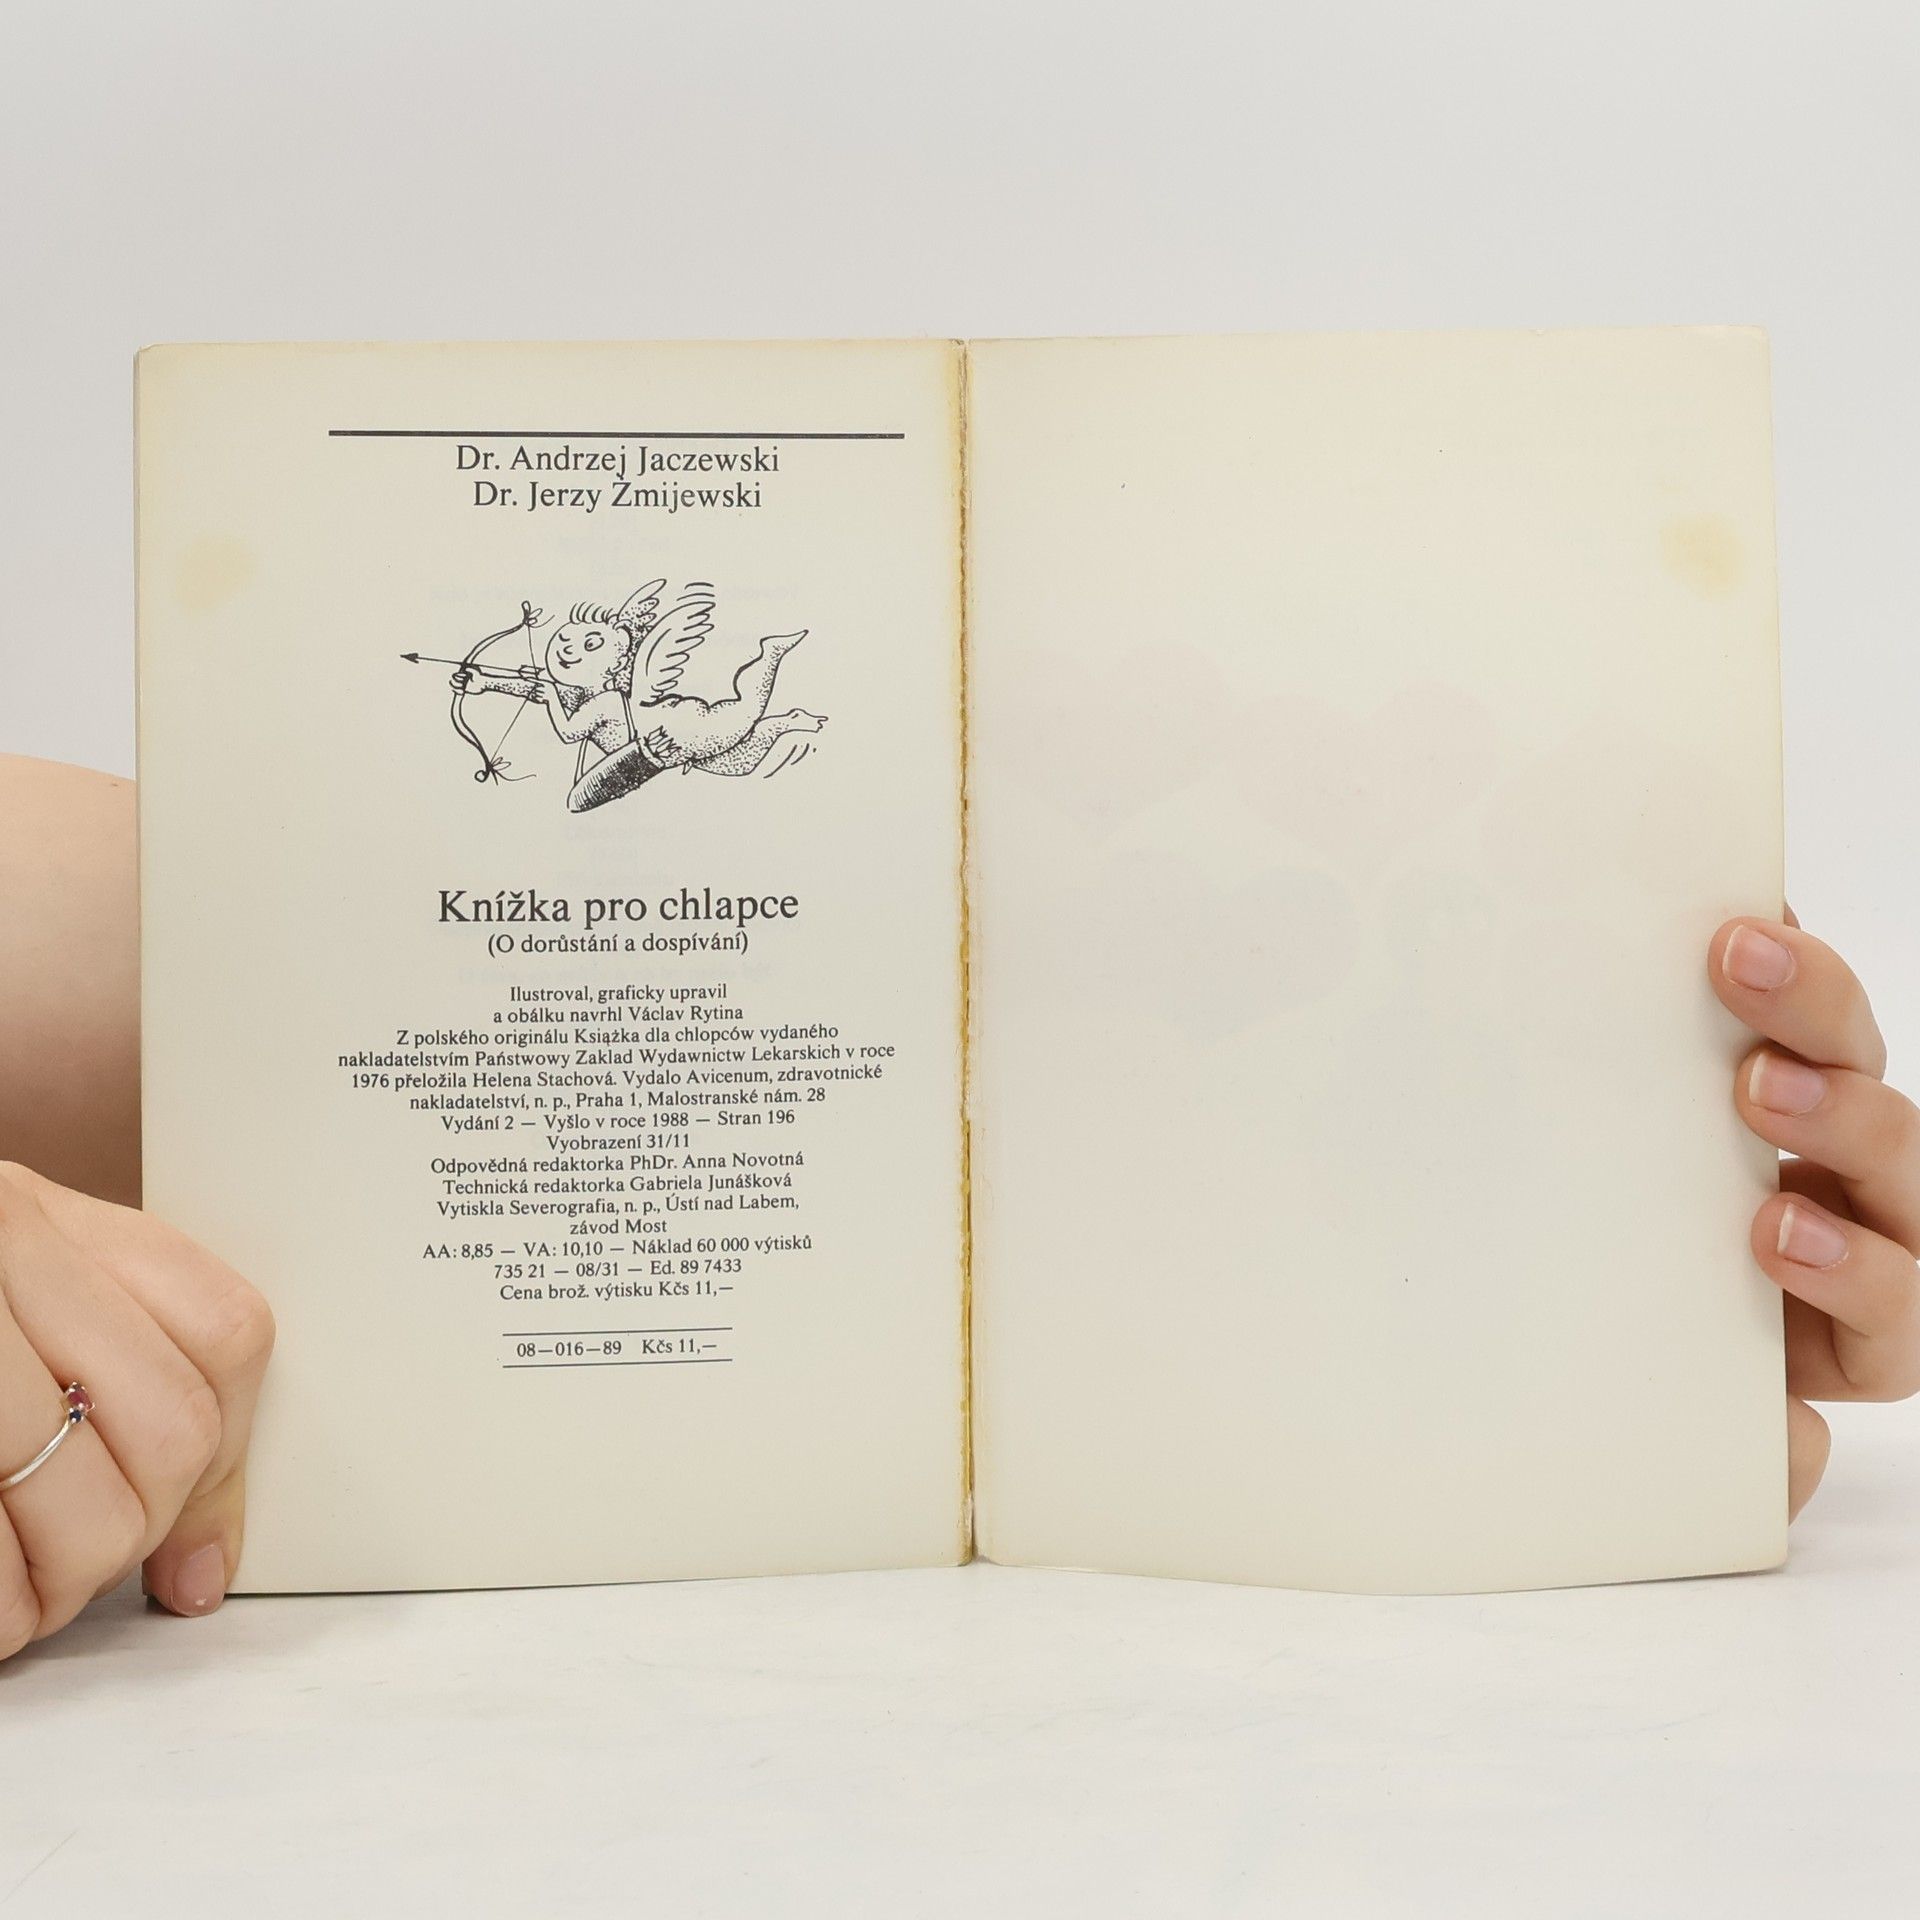 Dr. Andrzej Jaczewski
Dr. Jerzy Żmijewski
Knížka pro chlapce
(O dorůstání a dospívání)
Ilustroval, graficky upravil
a obálku navrhl Václav Rytina
Z polského originálu Książka dla chlopców vydaného
nakladatelstvím Państwowy Zaklad Wydawnictw Lekarskich v roce
1976 přeložila Helena Stachová. Vydalo Avicenum, zdravotnické
nakladatelství, n. p., Praha 1, Malostranské nám. 28
Vydání 2 — Vyšlo v roce 1988 — Stran 196
Vyobrazení 31/11
Odpovědná redaktorka PhDr. Anna Novotná
Technická redaktorka Gabriela Junášková
Vytiskla Severografia, n. p., Ústí nad Labem,
závod Most
AA: 8,85 — VA: 10,10 — Náklad 60 000 výtisků
735 21 — 08/31 — Ed. 89 7433
Cena brož. výtisku Kčs 11,—
08—016—89 Kčs 11,—